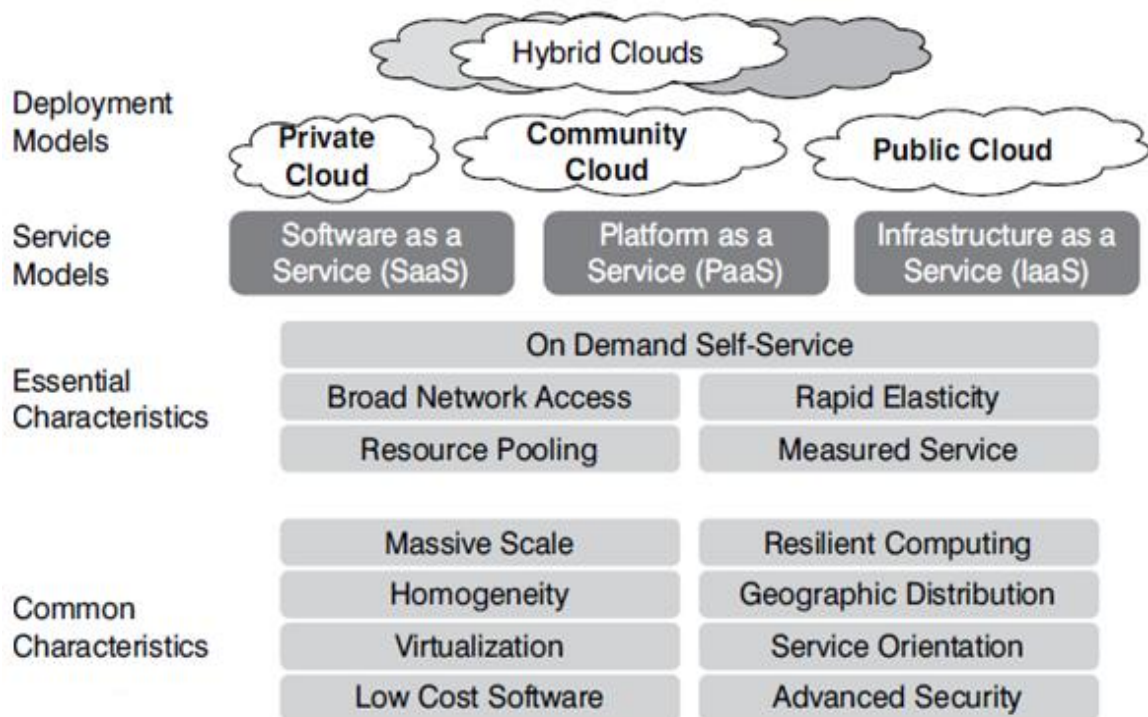 Hybrid Clouds
Deployment
Models
Private
Cloud
Community
Cloud
Public Cloud
Service
Models
Software as a
Service (SaaS)
Platform as a
Service (PaaS)
Infrastructure as a
Service (IaaS)
Essential
Characteristics
On Demand Self-Service
Broad Network Access
Rapid Elasticity
Resource Pooling
Measured Service
Common
Characteristics
Massive Scale
Resilient Computing
Homogeneity
Geographic Distribution
Virtualization
Service Orientation
Low Cost Software
Advanced Security